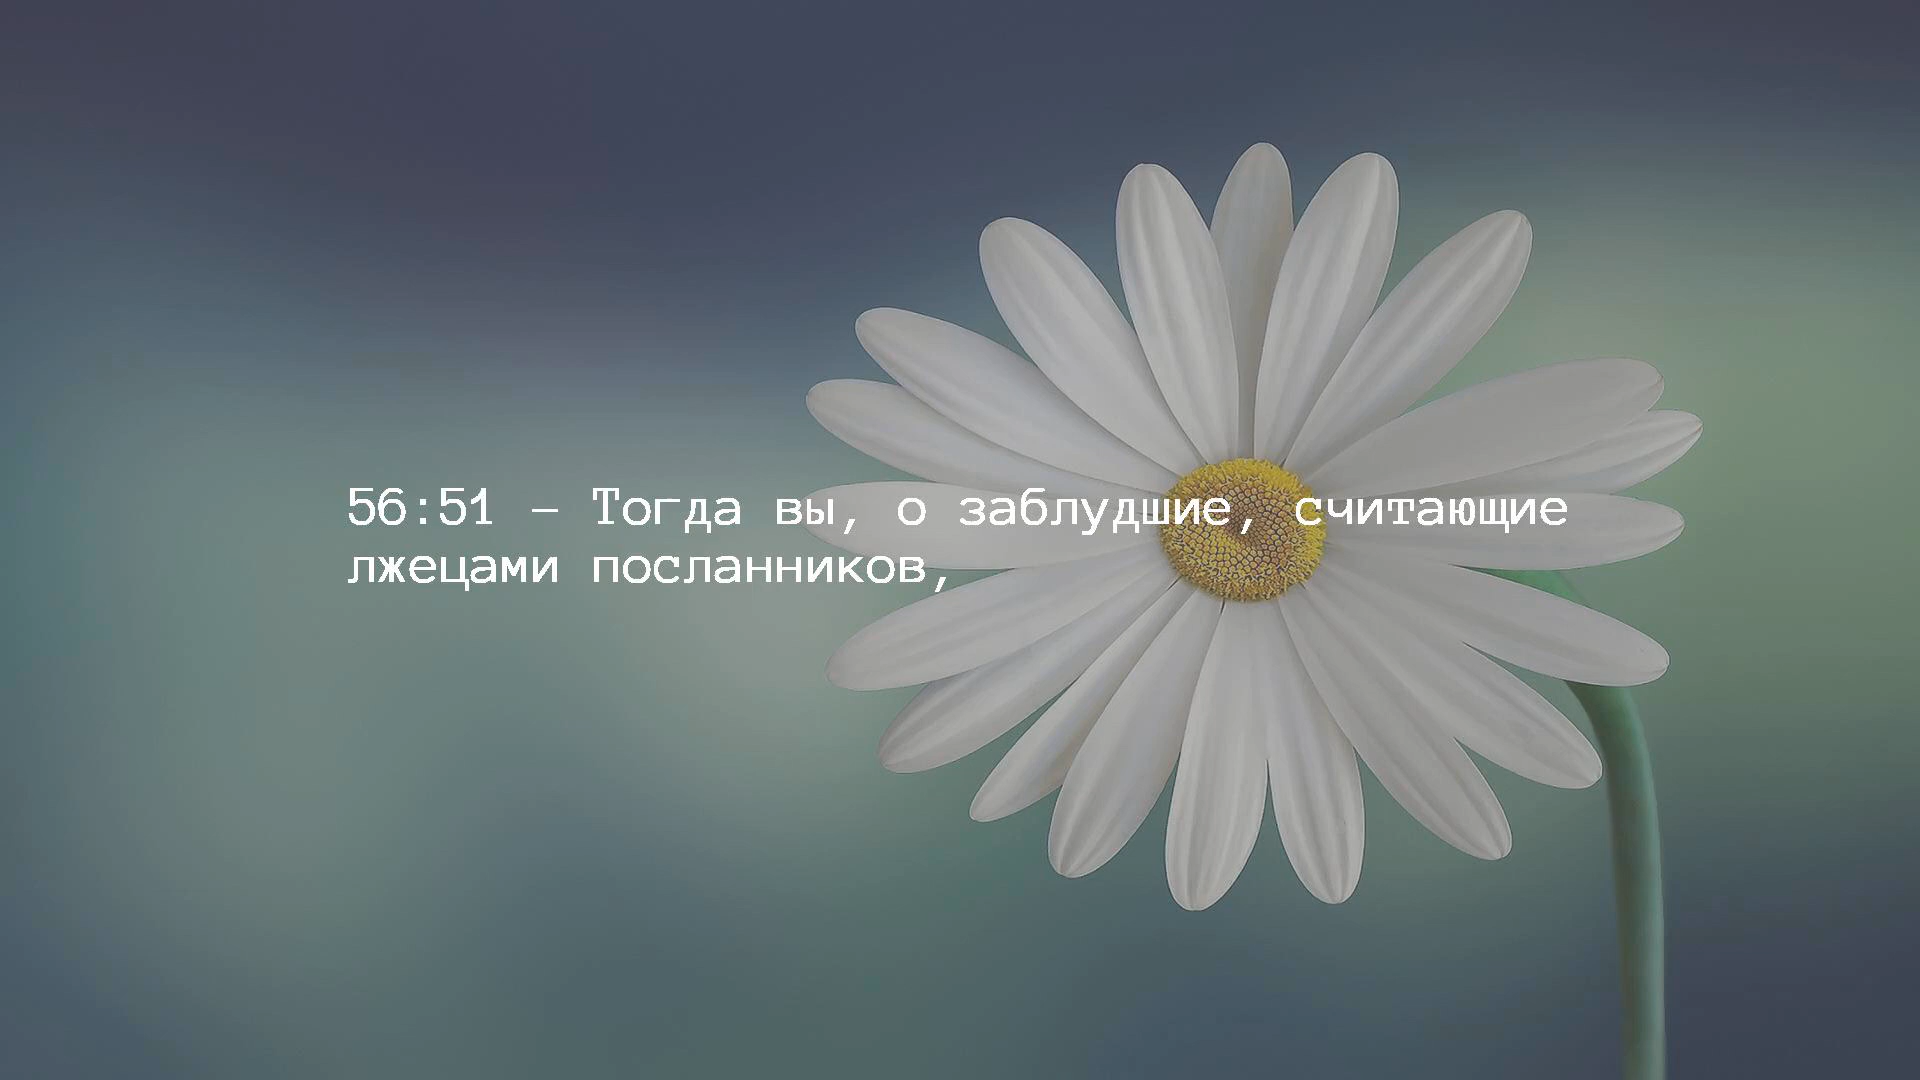 56:51 – Тогда вы, о заблудшие, считающие
лжецами посланников,